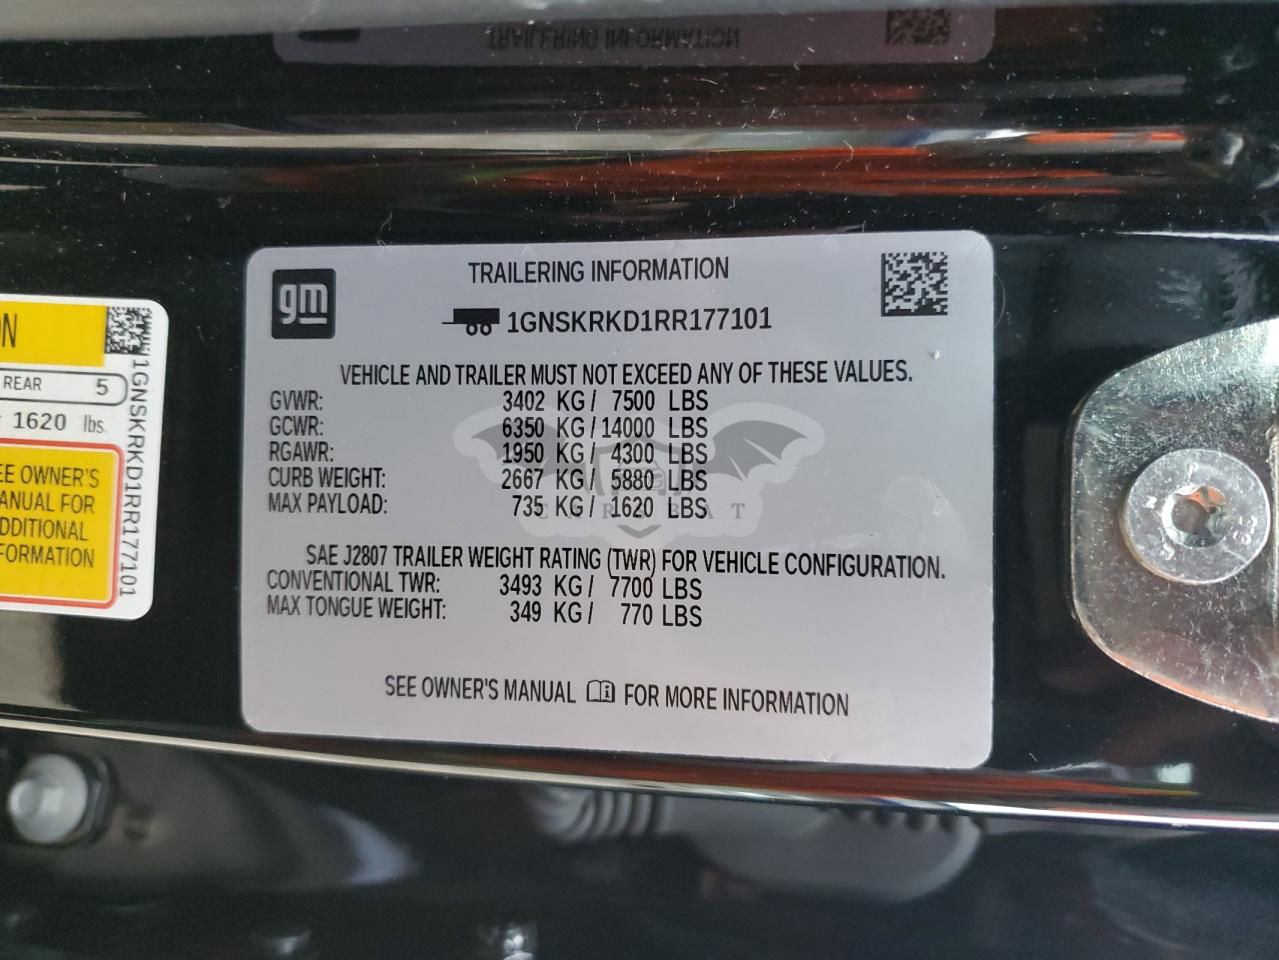 TRAILERING INFORMATION
gm
TRAILERING INFORMATION
1GNSKRKD1RR177101
VEHICLE AND TRAILER MUST NOT EXCEED ANY OF THESE VALUES.
GVWR: 3402 KG/ 7500 LBS
GCWR: 6350 KG/14000 LBS
RGAWR: 1950 KG/ 4300 LBS
CURB WEIGHT: 2667 KG/ 5880 LBS
MAX PAYLOAD: 735 KG/ 1620 LBS
CARSBAT
SAE J2807 TRAILER WEIGHT RATING (TWR) FOR VEHICLE CONFIGURATION.
CONVENTIONAL TWR: 3493 KG/ 7700 LBS
MAX TONGUE WEIGHT: 349 KG/ 770 LBS
SEE OWNER'S MANUAL FOR MORE INFORMATION
REAR 5
1620 lbs.
EE OWNER'S
ANUAL FOR
DDITIONAL
FORMATION
1GNSKRKD1RR177101